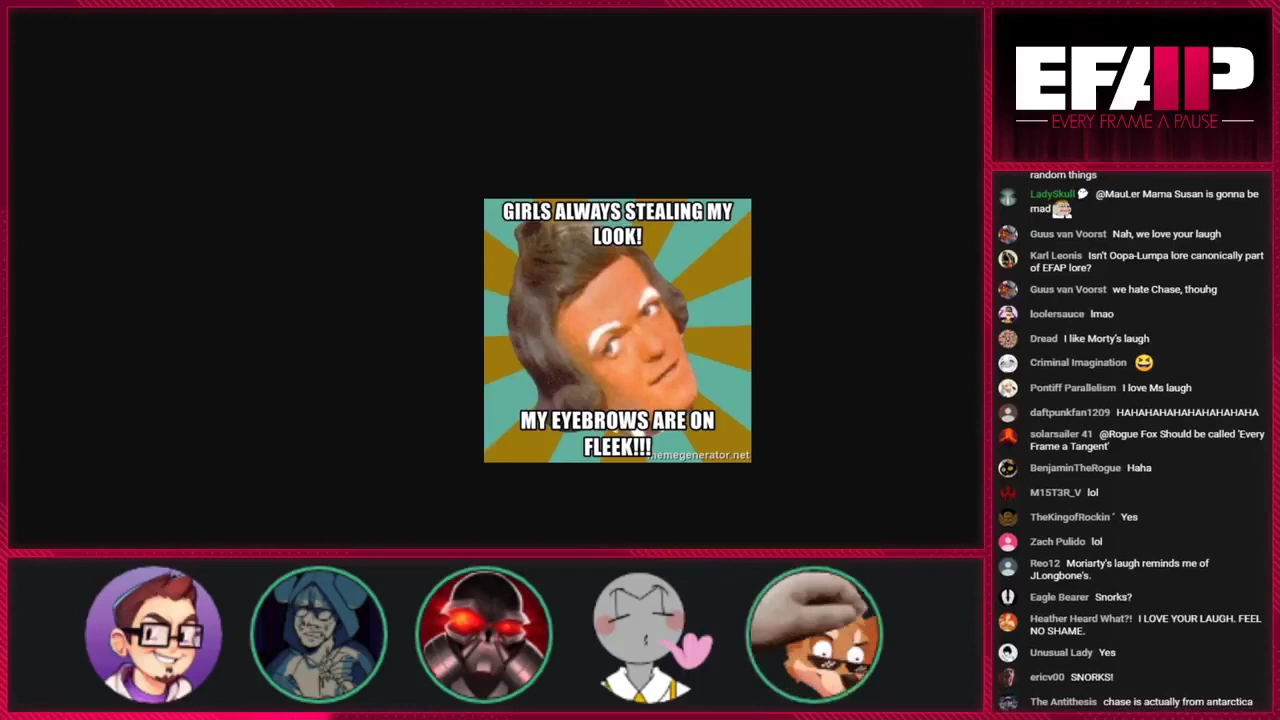 GIRLS ALWAYS STEALING MY
LOOK!
MY EYEBROWS ARE ON
FLEEK!!!
memegenerator.net
EFAP
EVERY FRAME A PAUSE
random things
LadySkull @MauLer Mama Susan is gonna be
mad
Guus van Voorst Nah, we love your laugh
Karl Leonis Isn't Oopa-Lumpa lore canonically part
of EFAP lore?
Guus van Voorst we hate Chase, thouhg
loolersauce lmao
Dread I like Morty's laugh
Criminal Imagination
Pontiff Parallelism I love Ms laugh
daftpunkfan1209 HAHAHAHAHAHAHAHAHA
solarsailer 41 @Rogue Fox Should be called 'Every
Frame a Tangent'
BenjaminTheRogue Haha
M15T3R_V lol
TheKingofRockin´ Yes
Zach Pulido lol
Reo12 Moriarty's laugh reminds me of
JLongbone's.
Eagle Bearer Snorks?
Heather Heard What?! I LOVE YOUR LAUGH. FEEL
NO SHAME.
Unusual Lady Yes
ericv00 SNORKS!
The Antithesis chase is actually from antarctica